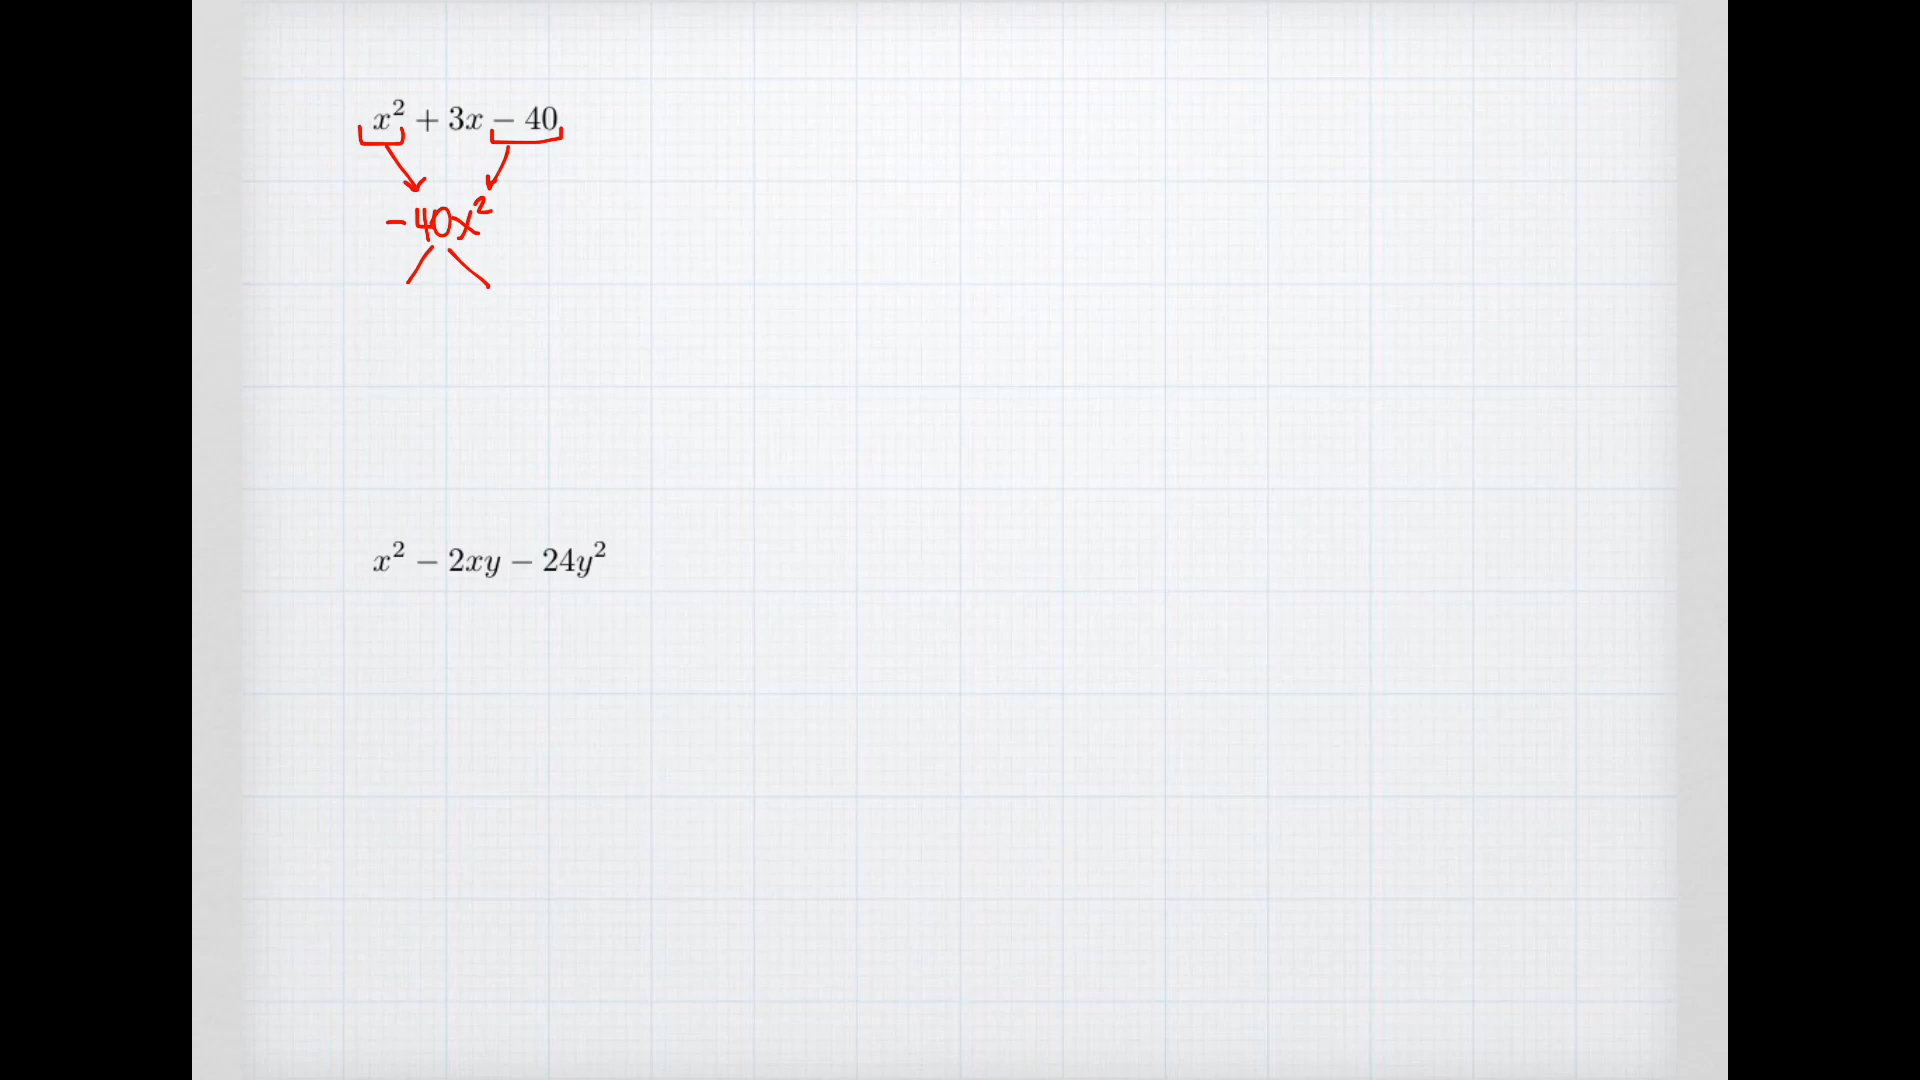 x² + 3x − 40
−40x²
x² − 2xy − 24y²